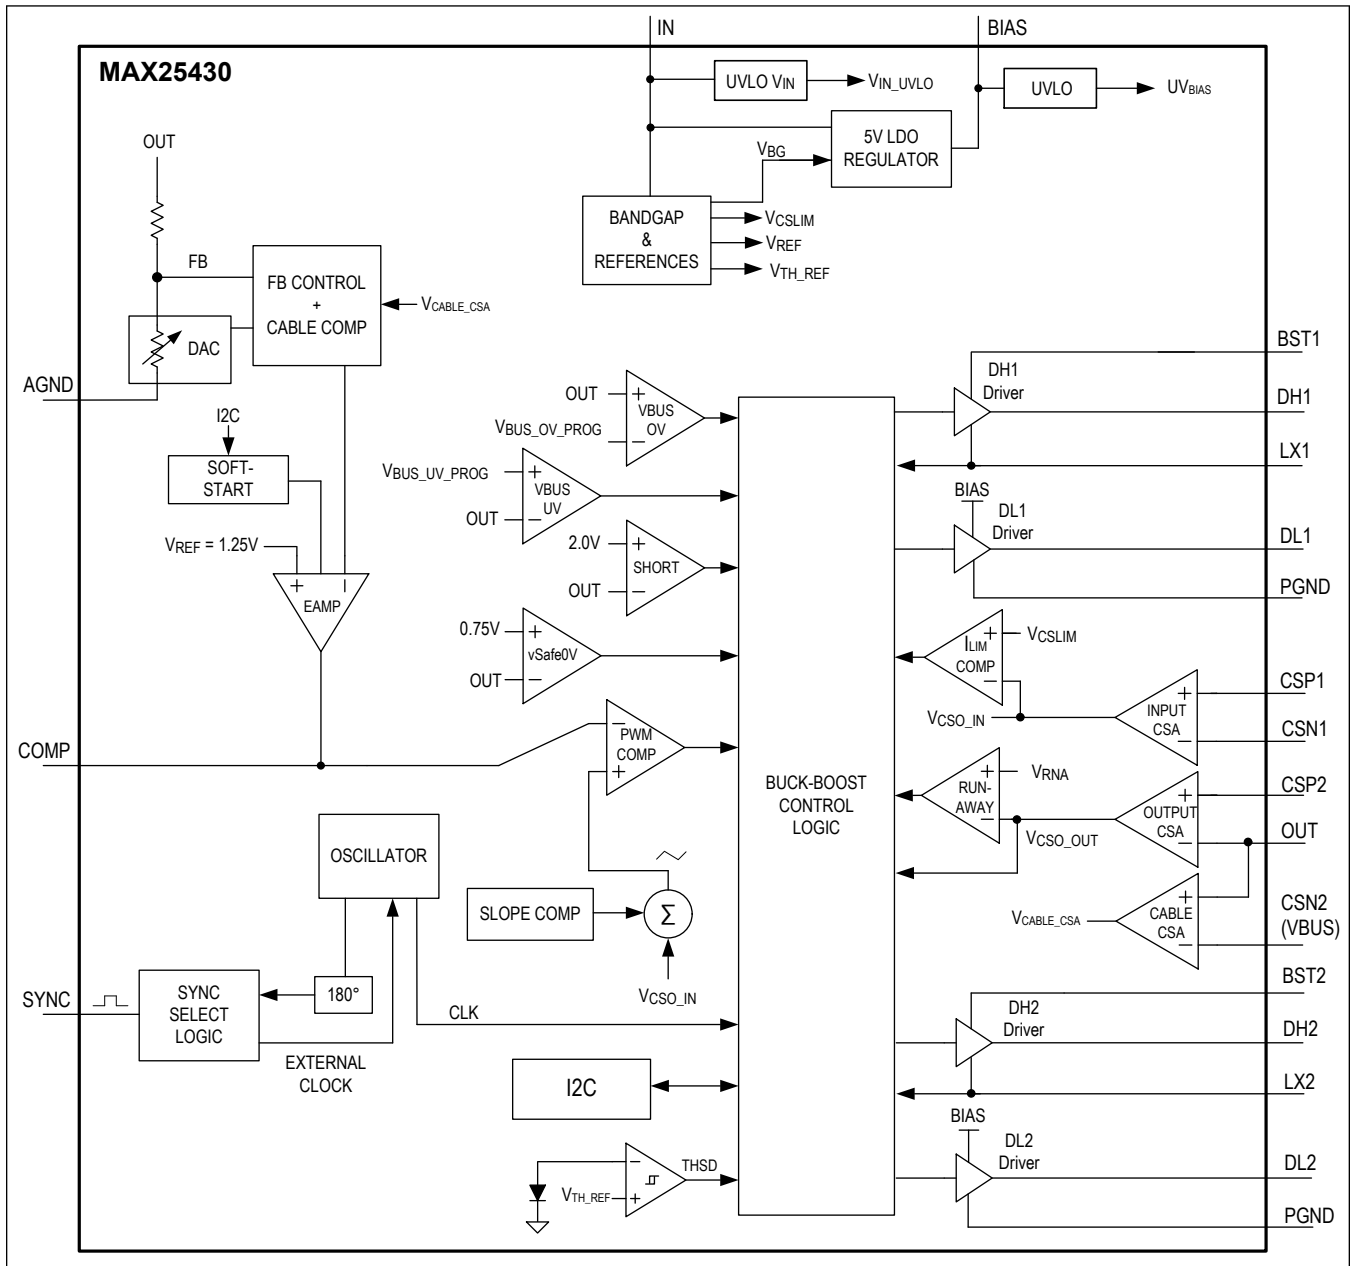 IN
BIAS
MAX25430
UVLO VIN
VIN_UVLO
UVLO
UVBIAS
5V LDO
REGULATOR
VBG
BANDGAP
&
REFERENCES
VCSLIM
VREF
VTH_REF
OUT
FB
FB CONTROL
+
CABLE COMP
VCABLE_CSA
DAC
AGND
I2C
SOFT-
START
VREF = 1.25V
+
−
EAMP
COMP
OUT
+
VBUS
OV
VBUS_OV_PROG
−
VBUS_UV_PROG
+
VBUS
UV
OUT
−
2.0V
+
SHORT
OUT
−
0.75V
+
vSafe0V
OUT
−
−
PWM
COMP
+
SLOPE COMP
Σ
VCSO_IN
OSCILLATOR
180°
SYNC
SYNC
SELECT
LOGIC
EXTERNAL
CLOCK
CLK
I2C
−
VTH_REF
+
THSD
BUCK-BOOST
CONTROL
LOGIC
BST1
DH1
Driver
DH1
LX1
BIAS
DL1
Driver
DL1
PGND
ILIM
COMP
+
−
VCSLIM
VCSO_IN
+
INPUT
CSA
−
CSP1
CSN1
+
RUN-
AWAY
−
VRNA
VCSO_OUT
+
OUTPUT
CSA
−
CSP2
OUT
VCABLE_CSA
+
CABLE
CSA
−
CSN2
(VBUS)
BST2
DH2
Driver
DH2
LX2
BIAS
DL2
Driver
DL2
PGND